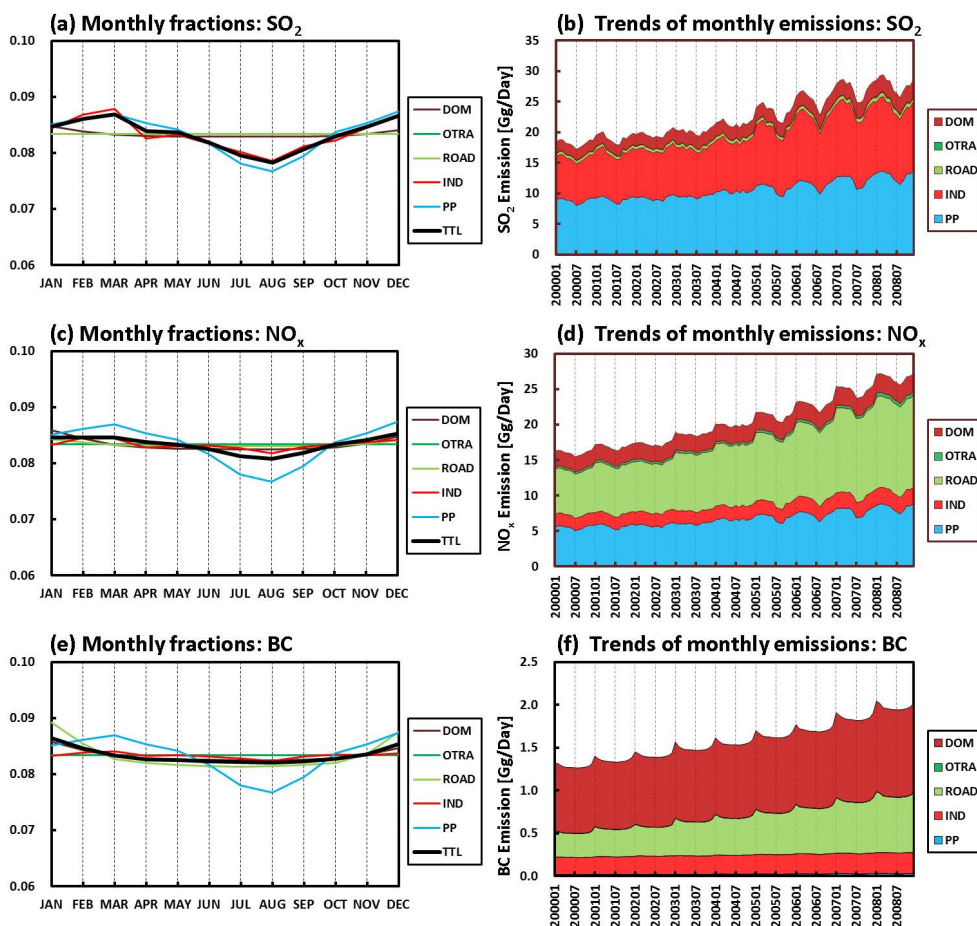 (a) Monthly fractions: SO2
0.10
0.09
0.08
0.07
0.06
JAN FEB MAR APR MAY JUN JUL AUG SEP OCT NOV DEC
DOM
OTRA
ROAD
IND
PP
TTL
(b) Trends of monthly emissions: SO2
SO2 Emission [Gg/Day]
35
30
25
20
15
10
5
0
200001 200007 200101 200107 200201 200207 200301 200307 200401 200407 200501 200507 200601 200607 200701 200707 200801 200807
DOM
OTRA
ROAD
IND
PP
(c) Monthly fractions: NOx
0.10
0.09
0.08
0.07
0.06
JAN FEB MAR APR MAY JUN JUL AUG SEP OCT NOV DEC
DOM
OTRA
ROAD
IND
PP
TTL
(d) Trends of monthly emissions: NOx
NOx Emission [Gg/Day]
30
25
20
15
10
5
0
200001 200007 200101 200107 200201 200207 200301 200307 200401 200407 200501 200507 200601 200607 200701 200707 200801 200807
DOM
OTRA
ROAD
IND
PP
(e) Monthly fractions: BC
0.10
0.09
0.08
0.07
0.06
JAN FEB MAR APR MAY JUN JUL AUG SEP OCT NOV DEC
DOM
OTRA
ROAD
IND
PP
TTL
(f) Trends of monthly emissions: BC
BC Emission [Gg/Day]
2.5
2.0
1.5
1.0
0.5
0.0
200001 200007 200101 200107 200201 200207 200301 200307 200401 200407 200501 200507 200601 200607 200701 200707 200801 200807
DOM
OTRA
ROAD
IND
PP